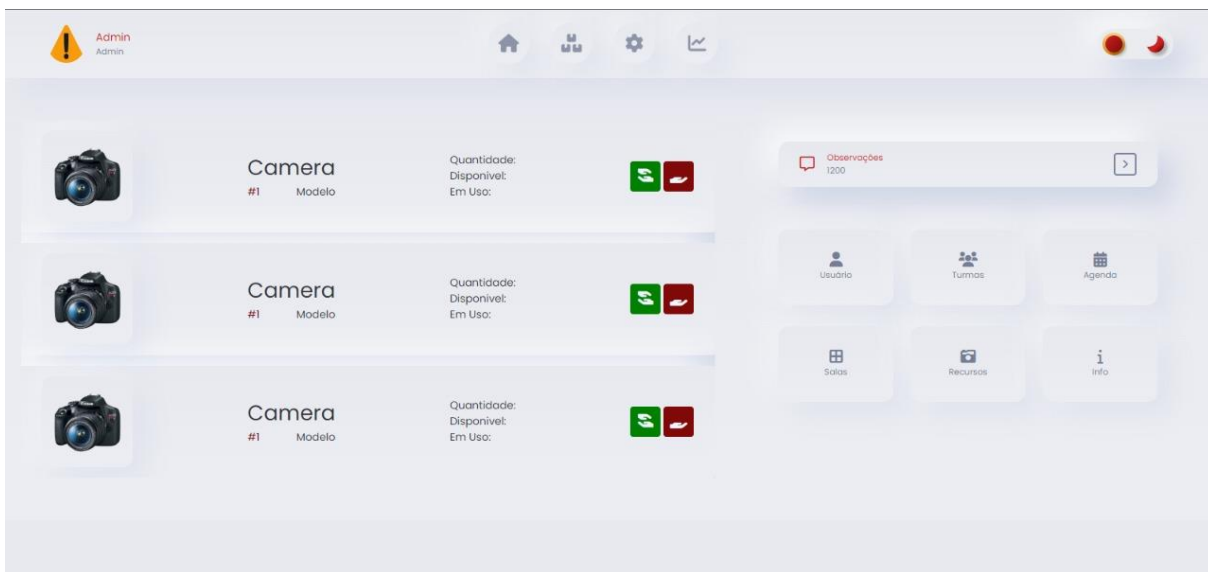 Admin
Admin
Camera
#1 Modelo
Quantidade:
Disponivel:
Em Uso:
Camera
#1 Modelo
Quantidade:
Disponivel:
Em Uso:
Camera
#1 Modelo
Quantidade:
Disponivel:
Em Uso:
Observações
1200
Usuário
Turmas
Agenda
Salas
Recursos
Info